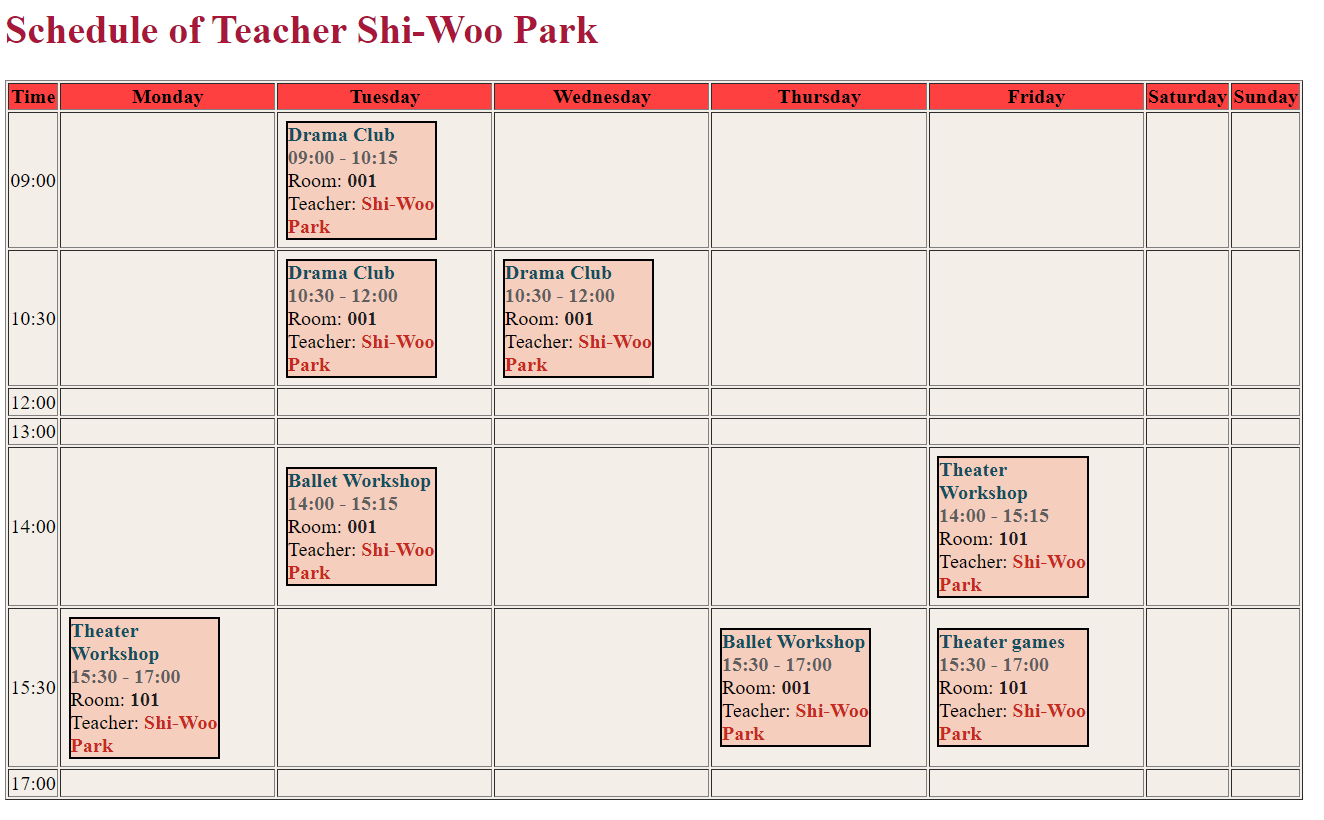 Schedule of Teacher Shi-Woo Park
Time Monday Tuesday Wednesday Thursday Friday Saturday Sunday
09:00
Drama Club
09:00 - 10:15
Room: 001
Teacher: Shi-Woo
Park
10:30
Drama Club
10:30 - 12:00
Room: 001
Teacher: Shi-Woo
Park
Drama Club
10:30 - 12:00
Room: 001
Teacher: Shi-Woo
Park
12:00
13:00
14:00
Ballet Workshop
14:00 - 15:15
Room: 001
Teacher: Shi-Woo
Park
Theater
Workshop
14:00 - 15:15
Room: 101
Teacher: Shi-Woo
Park
15:30
Theater
Workshop
15:30 - 17:00
Room: 101
Teacher: Shi-Woo
Park
Ballet Workshop
15:30 - 17:00
Room: 001
Teacher: Shi-Woo
Park
Theater games
15:30 - 17:00
Room: 101
Teacher: Shi-Woo
Park
17:00